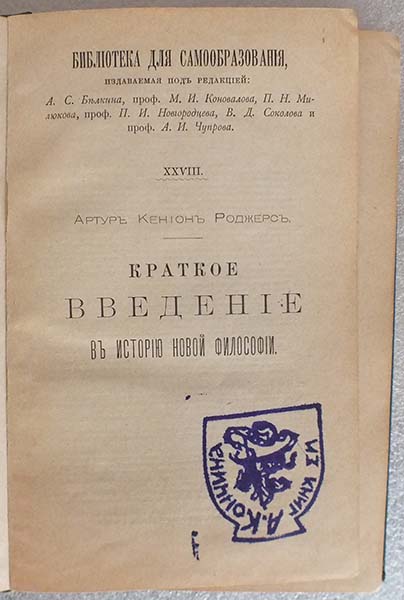 БИБЛІОТЕКА ДЛЯ САМООБРАЗОВАНІЯ,
ИЗДАВАЕМАЯ ПОДЪ РЕДАКЦІЕЙ:
А. С. Бѣлкина, проф. М. И. Коновалова, П. Н. Ми-
люкова, проф. П. И. Новгородцева, В. Д. Соколова и
проф. А. И. Чупрова.
XXVIII.
АРТУРЪ КЕНІОНЪ РОДЖЕРСЪ.
КРАТКОЕ
ВВЕДЕНІЕ
ВЪ ИСТОРІЮ НОВОЙ ФИЛОСОФІИ.
ИЗ КНИГ
А. КОНЧЕНИНА